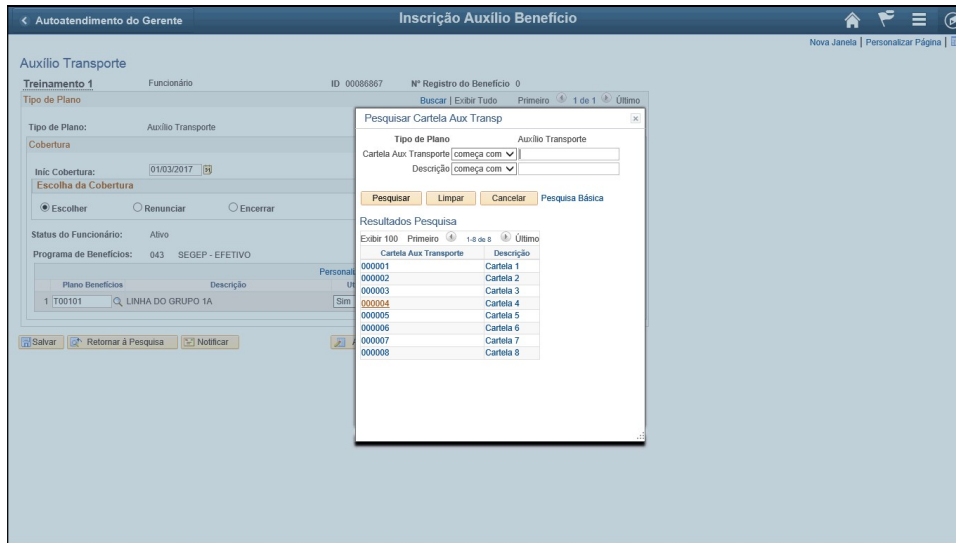 Autoatendimento do Gerente
Inscrição Auxílio Benefício
Nova Janela | Personalizar Página |
Auxílio Transporte
Treinamento 1 Funcionário ID 00086867 Nº Registro do Benefício 0
Tipo de Plano Buscar | Exibir Tudo Primeiro 1 de 1 Último
Tipo de Plano: Auxílio Transporte
Cobertura
Iníc Cobertura: 01/03/2017
Escolha da Cobertura
Escolher Renunciar Encerrar
Status do Funcionário: Ativo
Programa de Benefícios: 043 SEGEP - EFETIVO
Plano Benefícios Descrição
1 T00101 LINHA DO GRUPO 1A Sim
Salvar Retornar à Pesquisa Notificar
Pesquisar Cartela Aux Transp
Tipo de Plano Auxílio Transporte
Cartela Aux Transporte começa com
Descrição começa com
Pesquisar Limpar Cancelar Pesquisa Básica
Resultados Pesquisa
Exibir 100 Primeiro 1-8 de 8 Último
Cartela Aux Transporte Descrição
000001 Cartela 1
000002 Cartela 2
000003 Cartela 3
000004 Cartela 4
000005 Cartela 5
000006 Cartela 6
000007 Cartela 7
000008 Cartela 8